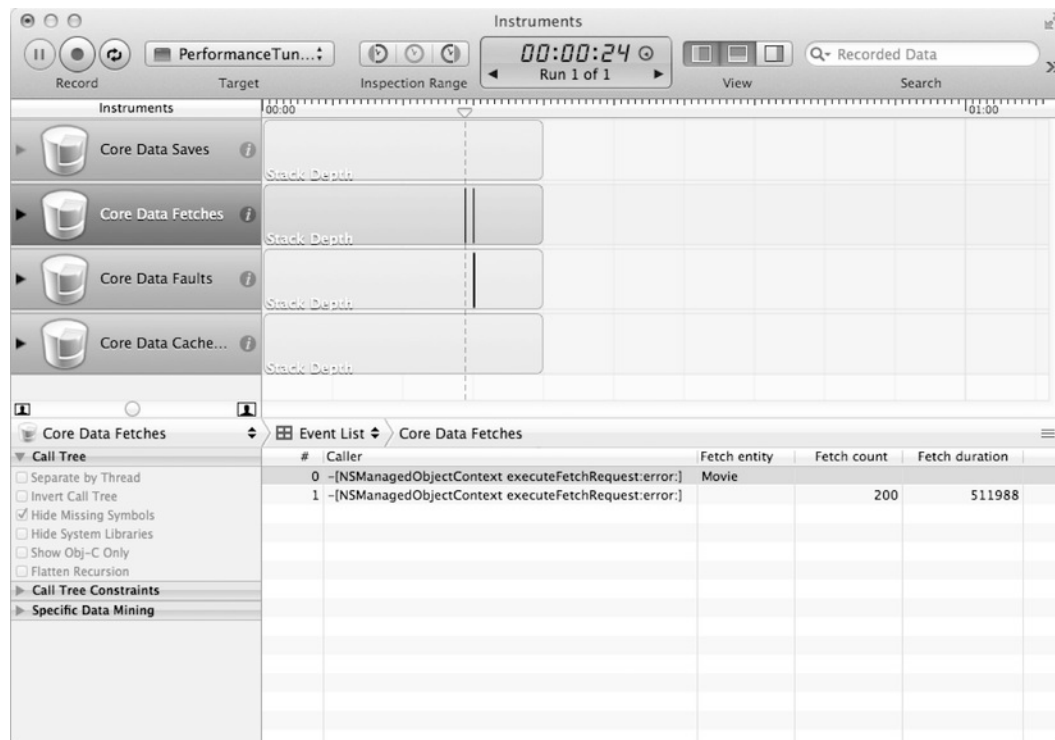 Instruments
PerformanceTun...
00:00:24
Run 1 of 1
Recorded Data
Record
Target
Inspection Range
View
Search
Instruments
00:00
01:00
Core Data Saves
Stack Depth
Core Data Fetches
Stack Depth
Core Data Faults
Stack Depth
Core Data Cache...
Stack Depth
Core Data Fetches
Event List
Core Data Fetches
Call Tree
# Caller Fetch entity Fetch count Fetch duration
Separate by Thread
0 -[NSManagedObjectContext executeFetchRequest:error:] Movie
Invert Call Tree
1 -[NSManagedObjectContext executeFetchRequest:error:] 200 511988
Hide Missing Symbols
Hide System Libraries
Show Obj-C Only
Flatten Recursion
Call Tree Constraints
Specific Data Mining